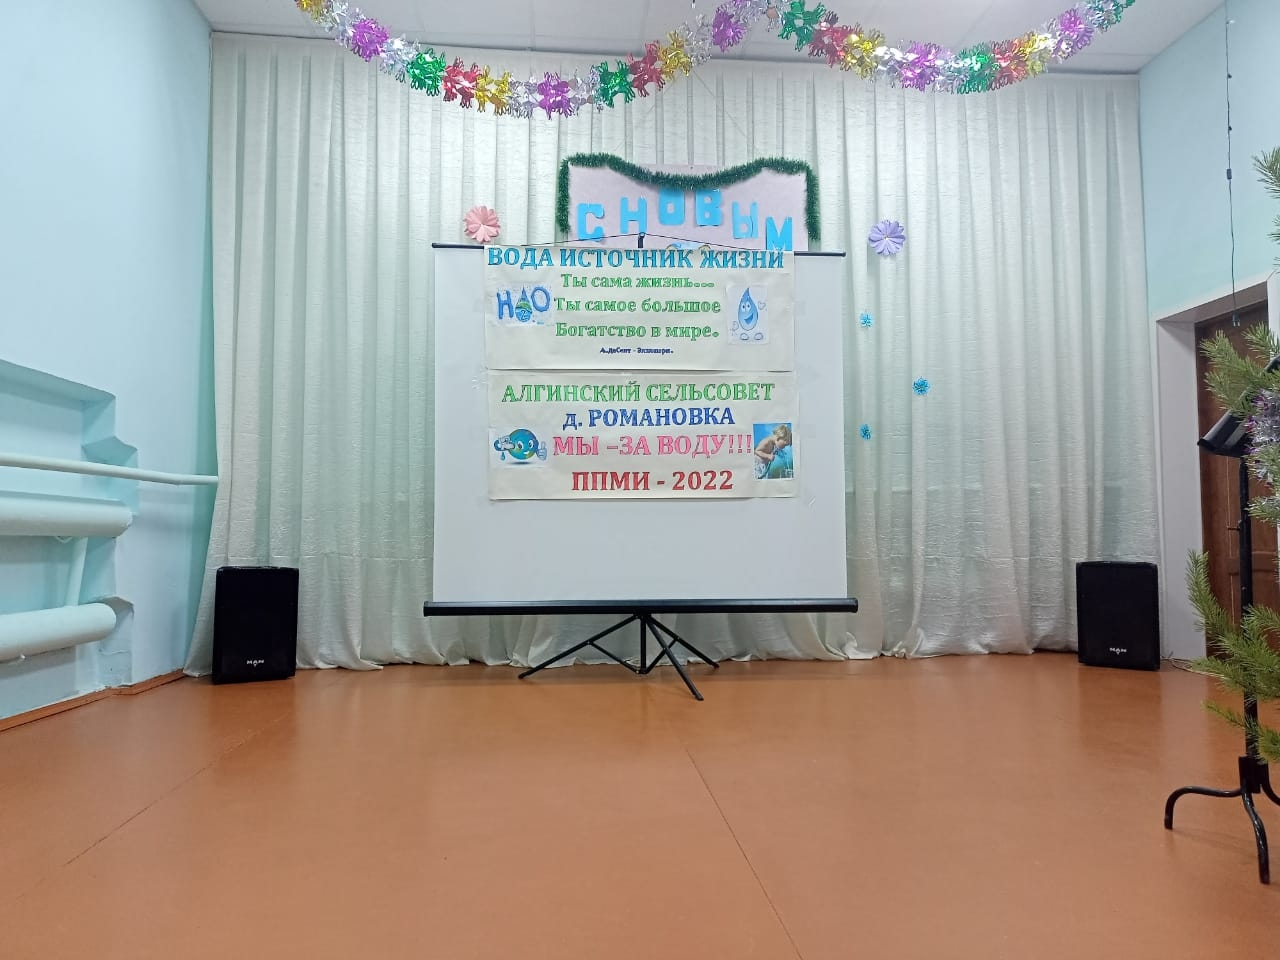 С НОВЫМ
ВОДА ИСТОЧНИК ЖИЗНИ
Ты сама жизнь...
Ты самое большое
Богатство в мире.
АЛГИНСКИЙ СЕЛЬСОВЕТ
д. РОМАНОВКА
МЫ –ЗА ВОДУ!!!
ППМИ - 2022